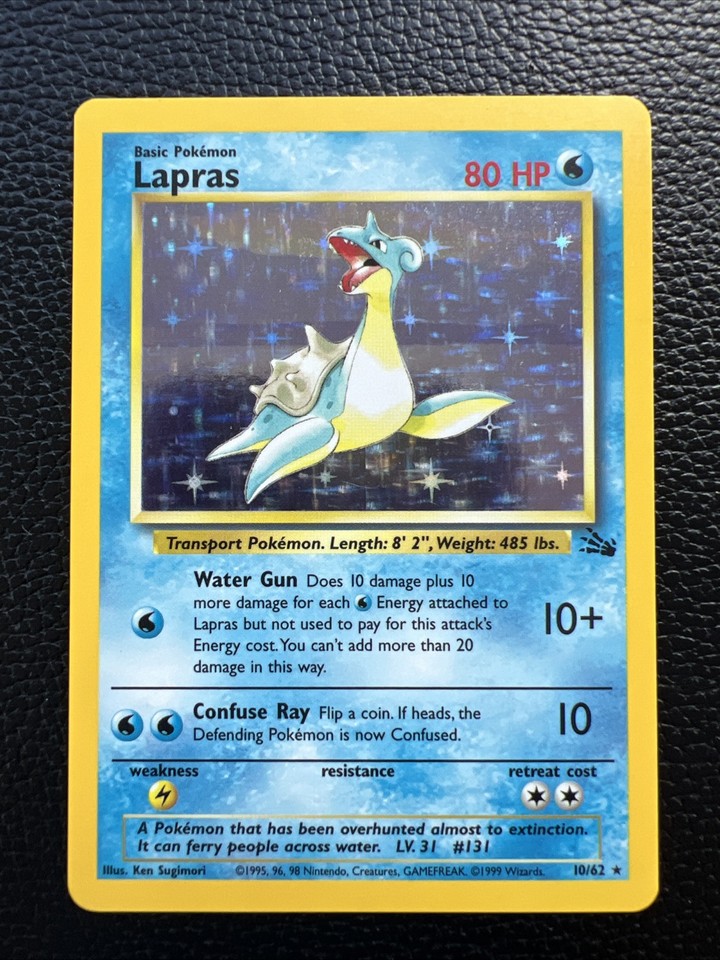 Basic Pokémon
Lapras 80 HP
Transport Pokémon. Length: 8' 2", Weight: 485 lbs.
Water Gun Does 10 damage plus 10
more damage for each Energy attached to
Lapras but not used to pay for this attack's
Energy cost. You can't add more than 20
damage in this way.
10+
Confuse Ray Flip a coin. If heads, the
Defending Pokémon is now Confused.
10
weakness resistance retreat cost
A Pokémon that has been overhunted almost to extinction.
It can ferry people across water. LV. 31 #131
Illus. Ken Sugimori ©1995, 96, 98 Nintendo, Creatures, GAMEFREAK. ©1999 Wizards. 10/62 ★